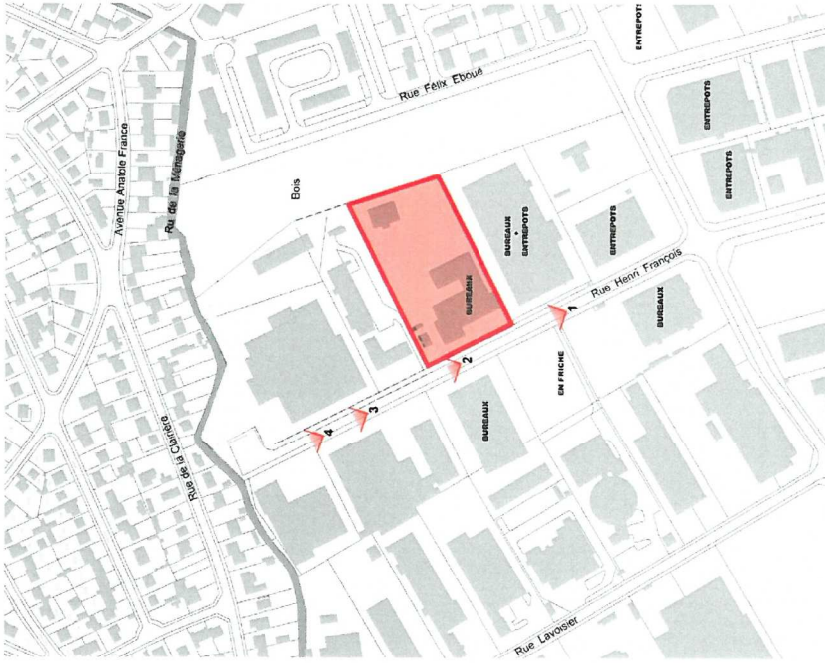 ENTREPOTS
Rue Félix Eboué
ENTREPOTS
Avenue Anatole France
Ru de la Ménagerie
Bois
ENTREPOTS
BUREAUX
+
ENTREPOTS
ENTREPOTS
Rue Henri François
BUREAUX
1
BUREAUX
2
EN FRICHE
3
4
BUREAUX
Rue de la Clairière
Rue Lavoisier
ENTREPOTS